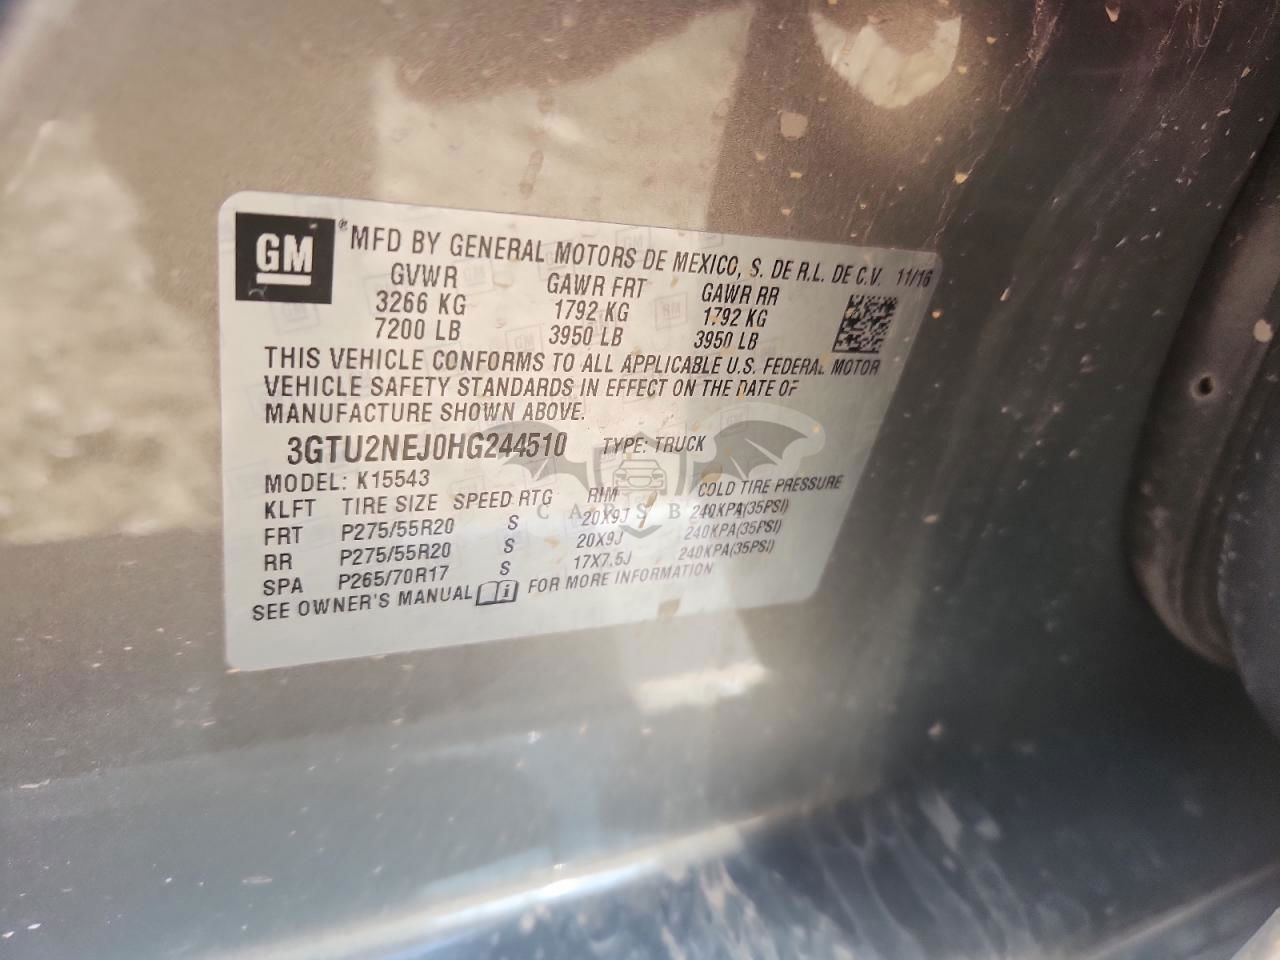 GM ® MFD BY GENERAL MOTORS DE MEXICO, S. DE R.L. DE C.V. 11/16
GVWR GAWR FRT GAWR RR
3266 KG 1792 KG 1792 KG
7200 LB 3950 LB 3950 LB
THIS VEHICLE CONFORMS TO ALL APPLICABLE U.S. FEDERAL MOTOR
VEHICLE SAFETY STANDARDS IN EFFECT ON THE DATE OF
MANUFACTURE SHOWN ABOVE.
3GTU2NEJ0HG244510 TYPE: TRUCK
MODEL: K15543
KLFT TIRE SIZE SPEED RTG RIM COLD TIRE PRESSURE
FRT P275/55R20 S 20X9J 240KPA(35PSI)
RR P275/55R20 S 20X9J 240KPA(35PSI)
SPA P265/70R17 S 17X7.5J 240KPA(35PSI)
SEE OWNER'S MANUAL FOR MORE INFORMATION